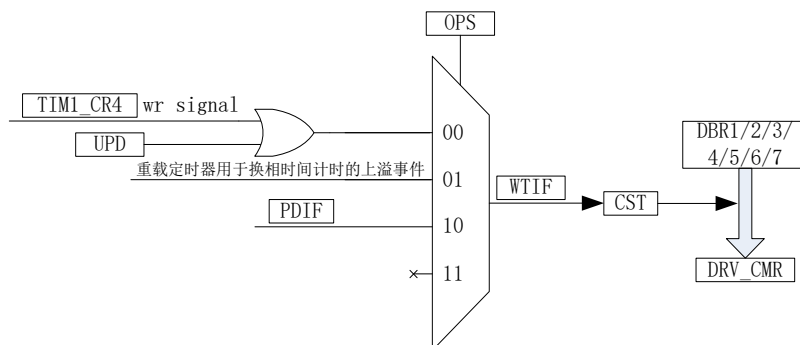 OPS
TIM1_CR4 wr signal
UPD
00
DBR1/2/3/
4/5/6/7
重载定时器用于换相时间计时的上溢事件
01
WTIF
CST
PDIF
10
DRV_CMR
11